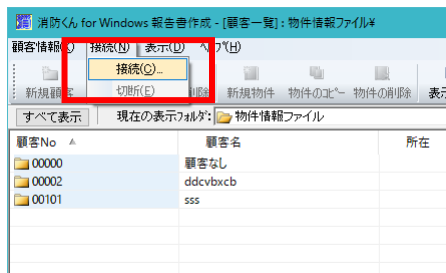 消防くん for Windows 報告書作成 - [顧客一覧] : 物件情報ファイル¥
顧客情報(K) 接続(N) 表示(D) ﾍﾙﾌﾟ(H)
接続(C)...
切断(E)
新規顧客 削除 新規物件 物件のｺﾋﾟｰ 物件の削除 表示
すべて表示 現在の表示ﾌｫﾙﾀﾞ: 物件情報ファイル
顧客No 顧客名 所在
00000 顧客なし
00002 ddcvbxcb
00101 sss